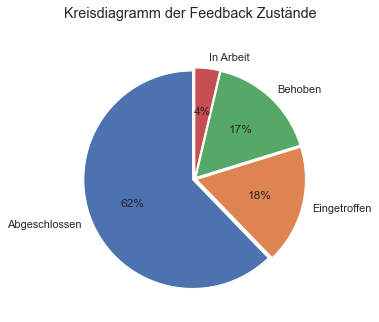 Kreisdiagramm der Feedback Zustände
In Arbeit
4%
Behoben
17%
18%
Eingetroffen
62%
Abgeschlossen